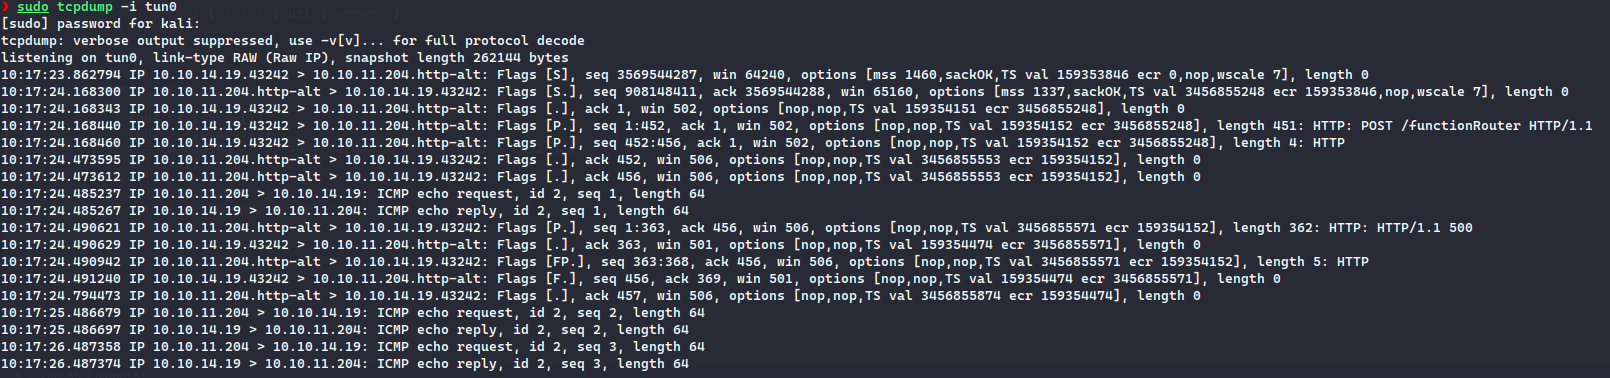 ❯ sudo tcpdump -i tun0
[sudo] password for kali:
tcpdump: verbose output suppressed, use -v[v]... for full protocol decode
listening on tun0, link-type RAW (Raw IP), snapshot length 262144 bytes
10:17:23.862794 IP 10.10.14.19.43242 > 10.10.11.204.http-alt: Flags [S], seq 3569544287, win 64240, options [mss 1460,sackOK,TS val 159353846 ecr 0,nop,wscale 7], length 0
10:17:24.168300 IP 10.10.11.204.http-alt > 10.10.14.19.43242: Flags [S.], seq 908148411, ack 3569544288, win 65160, options [mss 1337,sackOK,TS val 3456855248 ecr 159353846,nop,wscale 7], length 0
10:17:24.168343 IP 10.10.14.19.43242 > 10.10.11.204.http-alt: Flags [.], ack 1, win 502, options [nop,nop,TS val 159354151 ecr 3456855248], length 0
10:17:24.168440 IP 10.10.14.19.43242 > 10.10.11.204.http-alt: Flags [P.], seq 1:452, ack 1, win 502, options [nop,nop,TS val 159354152 ecr 3456855248], length 451: HTTP: POST /functionRouter HTTP/1.1
10:17:24.168460 IP 10.10.14.19.43242 > 10.10.11.204.http-alt: Flags [P.], seq 452:456, ack 1, win 502, options [nop,nop,TS val 159354152 ecr 3456855248], length 4: HTTP
10:17:24.473595 IP 10.10.11.204.http-alt > 10.10.14.19.43242: Flags [.], ack 452, win 506, options [nop,nop,TS val 3456855553 ecr 159354152], length 0
10:17:24.473612 IP 10.10.11.204.http-alt > 10.10.14.19.43242: Flags [.], ack 456, win 506, options [nop,nop,TS val 3456855553 ecr 159354152], length 0
10:17:24.485237 IP 10.10.11.204 > 10.10.14.19: ICMP echo request, id 2, seq 1, length 64
10:17:24.485267 IP 10.10.14.19 > 10.10.11.204: ICMP echo reply, id 2, seq 1, length 64
10:17:24.490621 IP 10.10.11.204.http-alt > 10.10.14.19.43242: Flags [P.], seq 1:363, ack 456, win 506, options [nop,nop,TS val 3456855571 ecr 159354152], length 362: HTTP: HTTP/1.1 500
10:17:24.490629 IP 10.10.14.19.43242 > 10.10.11.204.http-alt: Flags [.], ack 363, win 501, options [nop,nop,TS val 159354474 ecr 3456855571], length 0
10:17:24.490942 IP 10.10.11.204.http-alt > 10.10.14.19.43242: Flags [FP.], seq 363:368, ack 456, win 506, options [nop,nop,TS val 3456855571 ecr 159354152], length 5: HTTP
10:17:24.491240 IP 10.10.14.19.43242 > 10.10.11.204.http-alt: Flags [F.], seq 456, ack 369, win 501, options [nop,nop,TS val 159354474 ecr 3456855571], length 0
10:17:24.794473 IP 10.10.11.204.http-alt > 10.10.14.19.43242: Flags [.], ack 457, win 506, options [nop,nop,TS val 3456855874 ecr 159354474], length 0
10:17:25.486679 IP 10.10.11.204 > 10.10.14.19: ICMP echo request, id 2, seq 2, length 64
10:17:25.486697 IP 10.10.14.19 > 10.10.11.204: ICMP echo reply, id 2, seq 2, length 64
10:17:26.487358 IP 10.10.11.204 > 10.10.14.19: ICMP echo request, id 2, seq 3, length 64
10:17:26.487374 IP 10.10.14.19 > 10.10.11.204: ICMP echo reply, id 2, seq 3, length 64